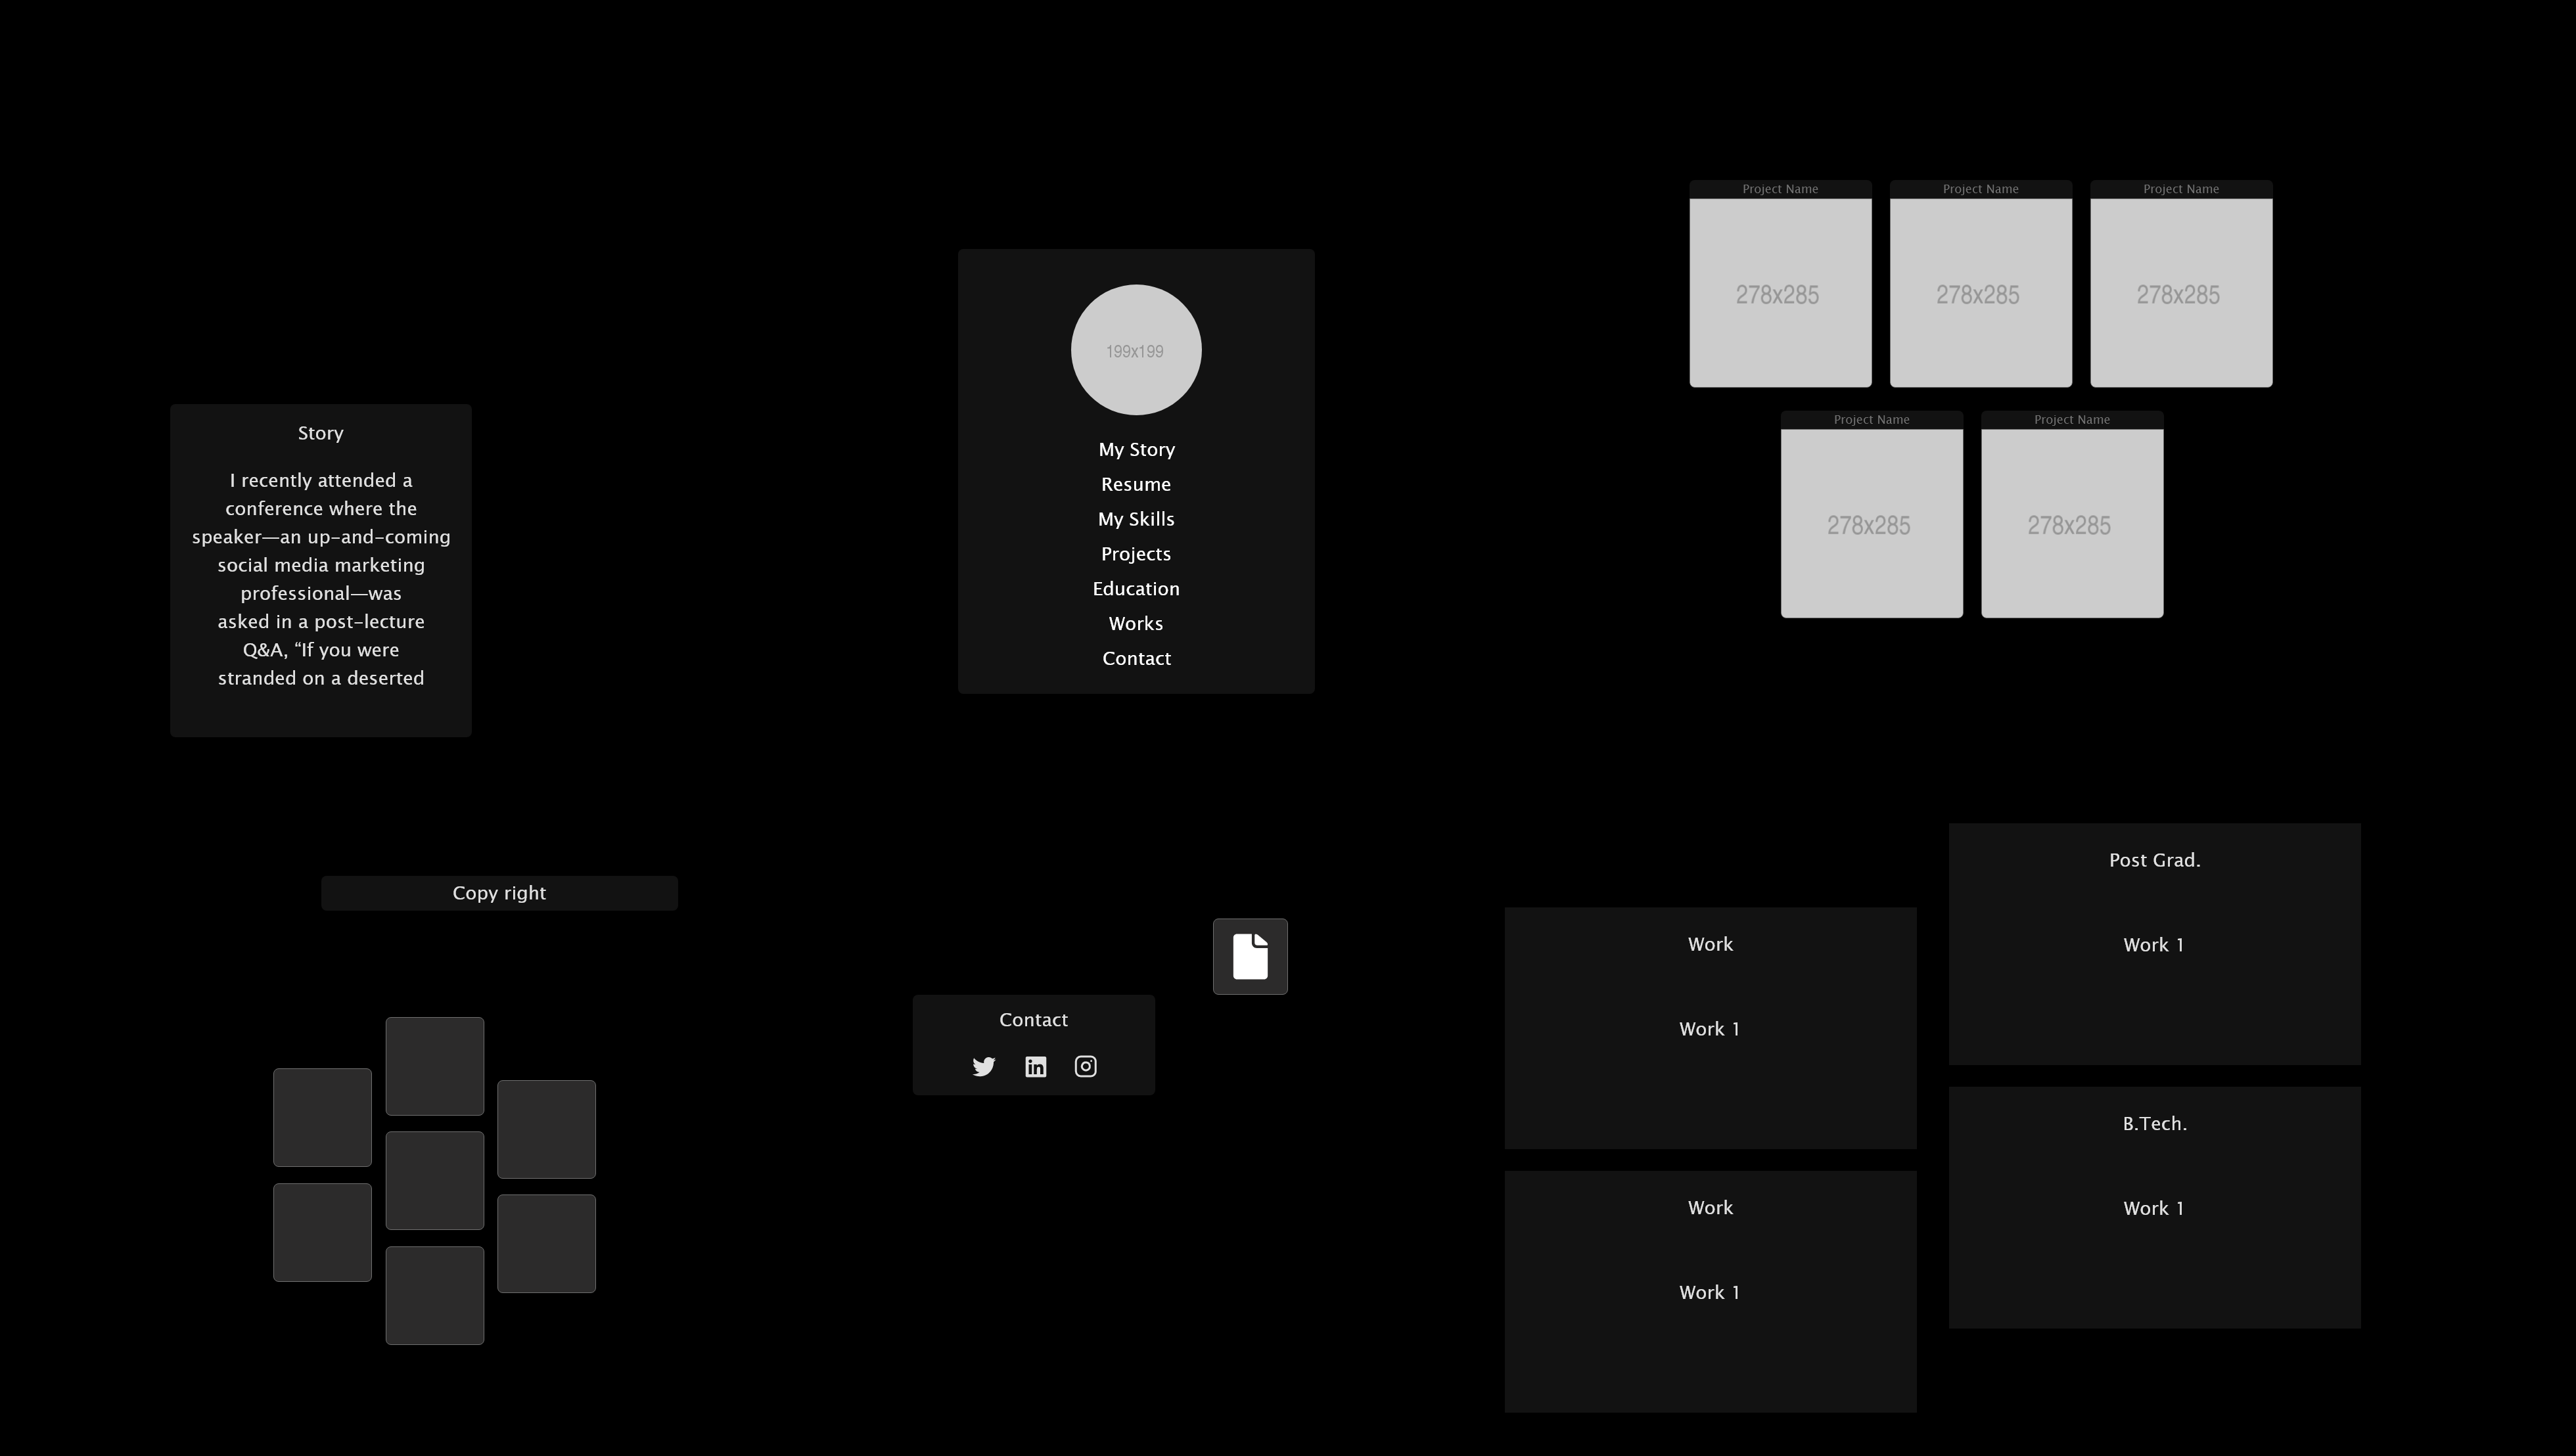 Project Name
Project Name
Project Name
278x285
278x285
278x285
Project Name
Project Name
278x285
278x285
199x199
My Story
Resume
My Skills
Projects
Education
Works
Contact
Story
I recently attended a
conference where the
speaker—an up-and-coming
social media marketing
professional—was
asked in a post-lecture
Q&A, “If you were
stranded on a deserted
Copy right
Contact
in
Work
Work 1
Work
Work 1
Post Grad.
Work 1
B.Tech.
Work 1